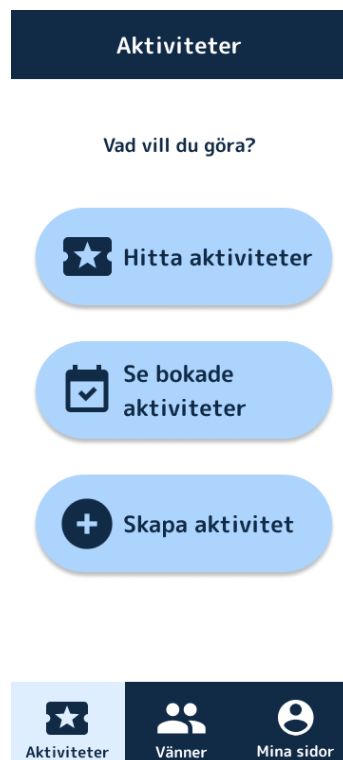 Aktiviteter
Vad vill du göra?
Hitta aktiviteter
Se bokade
aktiviteter
Skapa aktivitet
Aktiviteter
Vänner
Mina sidor